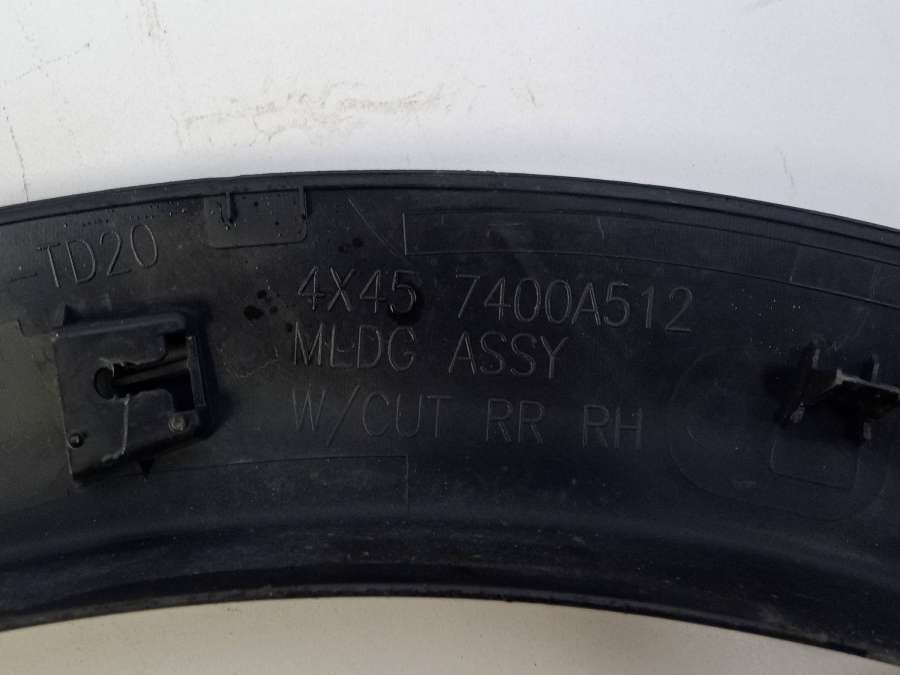 TD20
4X45 7400A512
MLDG ASSY
W/CUT RR RH